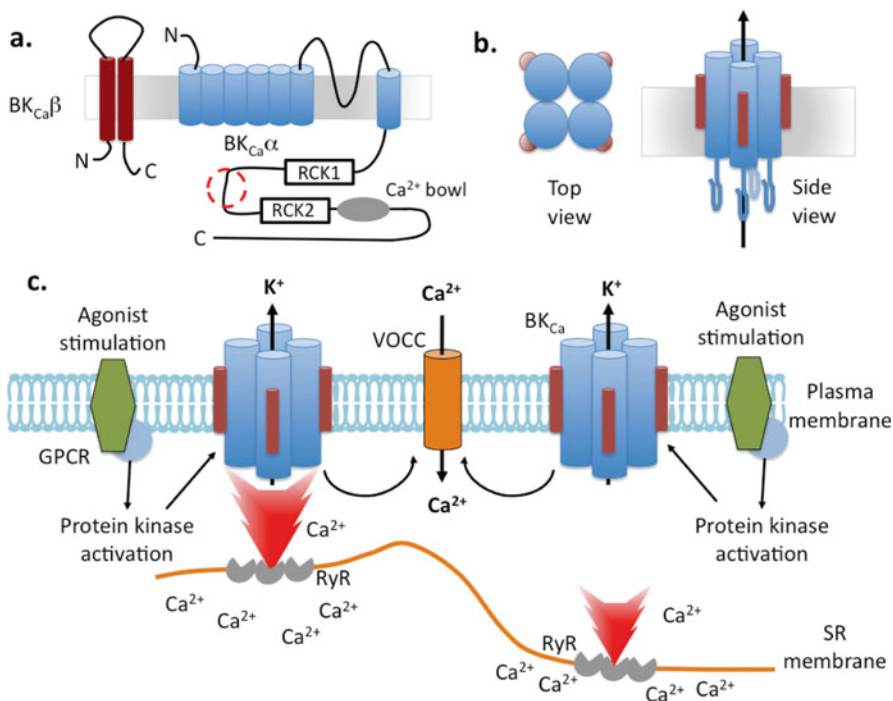 a.
N
BKCaβ
N
C
BKCaα
RCK1
Ca²⁺ bowl
RCK2
C
b.
Top
view
Side
view
c.
Agonist
stimulation
K⁺
Ca²⁺
VOCC
BKCa
K⁺
Agonist
stimulation
Plasma
membrane
GPCR
Ca²⁺
Protein kinase
activation
Ca²⁺
Protein kinase
activation
RyR
Ca²⁺
Ca²⁺
Ca²⁺
Ca²⁺
Ca²⁺
Ca²⁺
RyR
Ca²⁺
Ca²⁺
Ca²⁺
Ca²⁺
SR
membrane